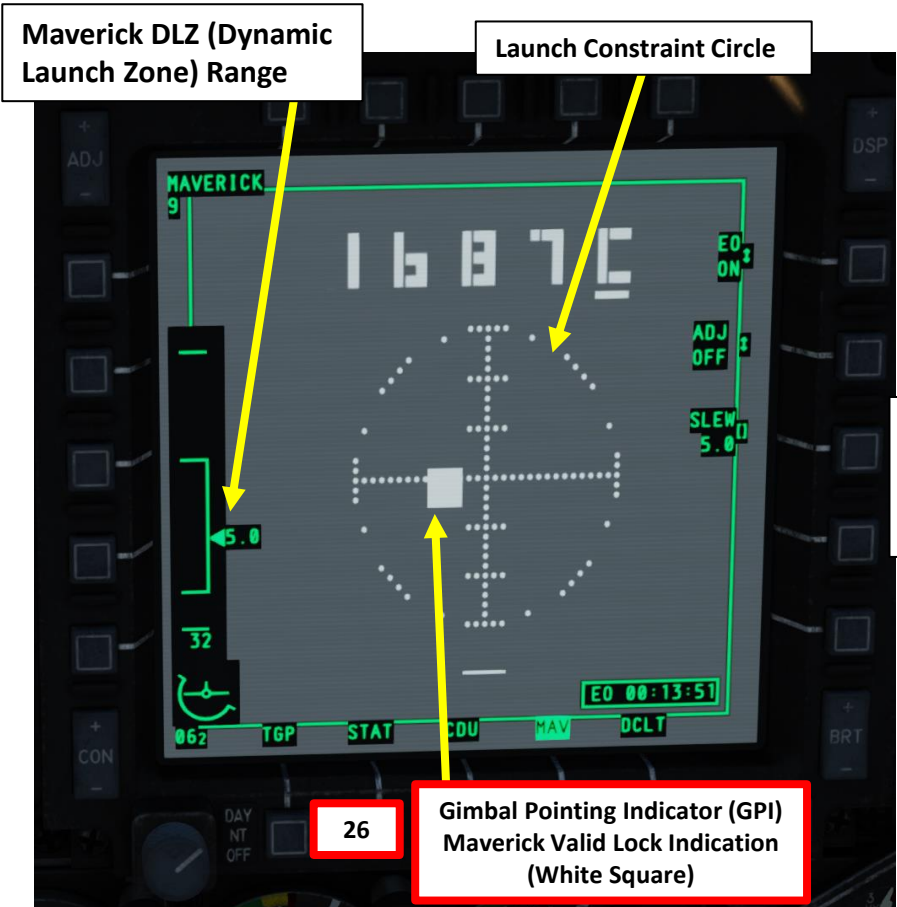 Maverick DLZ (Dynamic
Launch Zone) Range
Launch Constraint Circle
+
ADJ
-
+
DSP
-
MAVERICK
9
1687C
EO
ON
ADJ
OFF
SLEW
5.0
5.0
32
EO 00:13:51
062
TGP
STAT
CDU
MAV
DCLT
+
CON
-
+
BRT
-
DAY
NT
OFF
26
Gimbal Pointing Indicator (GPI)
Maverick Valid Lock Indication
(White Square)
3